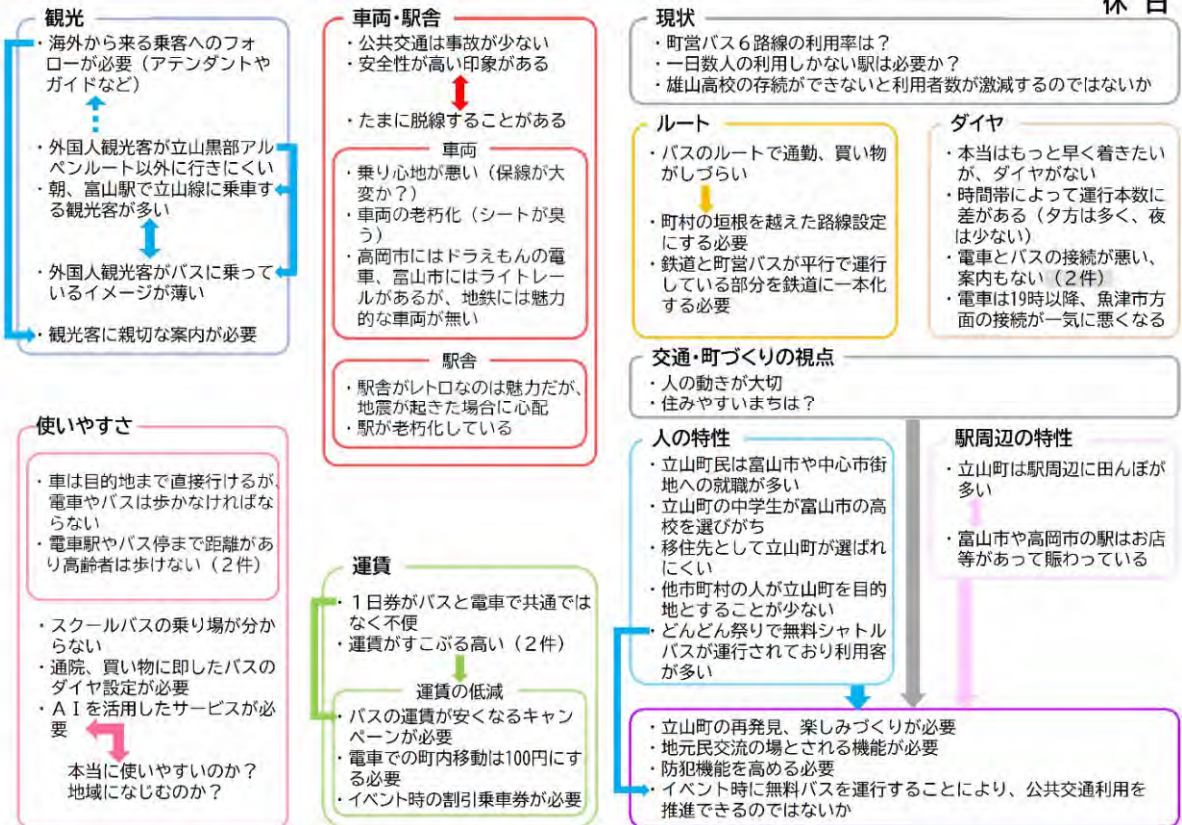 休 日
観光
・海外から来る乗客へのフォ
ローが必要（アテンダントや
ガイドなど）
・外国人観光客が立山黒部アル
ペンルート以外に行きにくい
・朝、富山駅で立山線に乗車す
る観光客が多い
・外国人観光客がバスに乗って
いるイメージが薄い
・観光客に親切な案内が必要
使いやすさ
・車は目的地まで直接行けるが、
電車やバスは歩かなければな
らない
・電車駅やバス停まで距離があ
り高齢者は歩けない（２件）
・スクールバスの乗り場が分か
らない
・通院、買い物に即したバスの
ダイヤ設定が必要
・ＡＩを活用したサービスが必
要
本当に使いやすいのか？
地域になじむのか？
車両・駅舎
・公共交通は事故が少ない
・安全性が高い印象がある
・たまに脱線することがある
車両
・乗り心地が悪い（保線が大
変か？）
・車両の老朽化（シートが臭
う）
・高岡市にはドラえもんの電
車、富山市にはライトレー
ルがあるが、地鉄には魅力
的な車両が無い
駅舎
・駅舎がレトロなのは魅力だが、
地震が起きた場合に心配
・駅が老朽化している
運賃
・１日券がバスと電車で共通では
なく不便
・運賃がすこぶる高い（２件）
運賃の低減
・バスの運賃が安くなるキャン
ペーンが必要
・電車での町内移動は100円にす
る必要
・イベント時の割引乗車券が必要
現状
・町営バス６路線の利用率は？
・一日数人の利用しかない駅は必要か？
・雄山高校の存続ができないと利用者数が激減するのではないか
ルート
・バスのルートで通勤、買い物
がしづらい
・町村の垣根を越えた路線設定
にする必要
・鉄道と町営バスが平行で運行
している部分を鉄道に一本化
する必要
ダイヤ
・本当はもっと早く着きたい
が、ダイヤがない
・時間帯によって運行本数に
差がある（夕方は多く、夜
は少ない）
・電車とバスの接続が悪い、
案内もない（２件）
・電車は19時以降、魚津市方
面の接続が一気に悪くなる
交通・町づくりの視点
・人の動きが大切
・住みやすいまちは？
人の特性
・立山町民は富山市や中心市街
地への就職が多い
・立山町の中学生が富山市の高
校を選びがち
・移住先として立山町が選ばれ
にくい
・他市町村の人が立山町を目的
地とすることが少ない
・どんどん祭りで無料シャトル
バスが運行されており利用客
が多い
駅周辺の特性
・立山町は駅周辺に田んぼが
多い
・富山市や高岡市の駅はお店
等があって賑わっている
・立山町の再発見、楽しみづくりが必要
・地元民交流の場とされる機能が必要
・防犯機能を高める必要
・イベント時に無料バスを運行することにより、公共交通利用を
推進できるのではないか